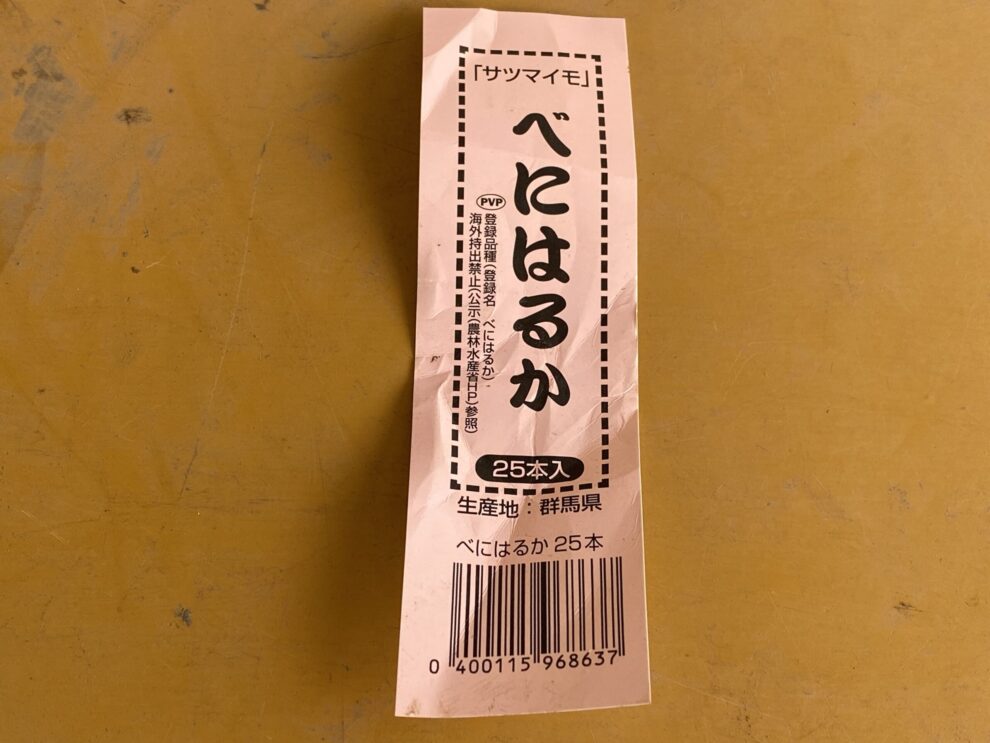 「サツマイモ」
べにはるか
PVP
登録品種(登録名 べにはるか)
海外持出禁止(公示(農林水産省HP)参照)
25本入
生産地：群馬県
べにはるか 25本
0 400115 968637